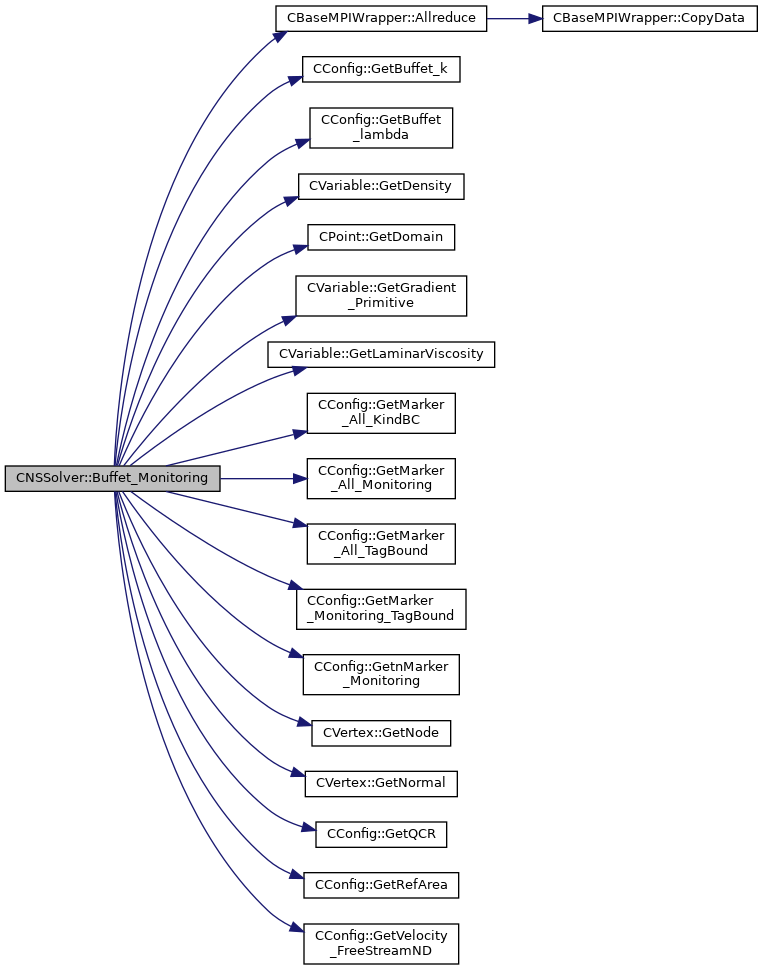 CBaseMPIWrapper::Allreduce
CBaseMPIWrapper::CopyData
CConfig::GetBuffet_k
CConfig::GetBuffet
_lambda
CVariable::GetDensity
CPoint::GetDomain
CVariable::GetGradient
_Primitive
CVariable::GetLaminarViscosity
CConfig::GetMarker
_All_KindBC
CNSSolver::Buffet_Monitoring
CConfig::GetMarker
_All_Monitoring
CConfig::GetMarker
_All_TagBound
CConfig::GetMarker
_Monitoring_TagBound
CConfig::GetnMarker
_Monitoring
CVertex::GetNode
CVertex::GetNormal
CConfig::GetQCR
CConfig::GetRefArea
CConfig::GetVelocity
_FreeStreamND